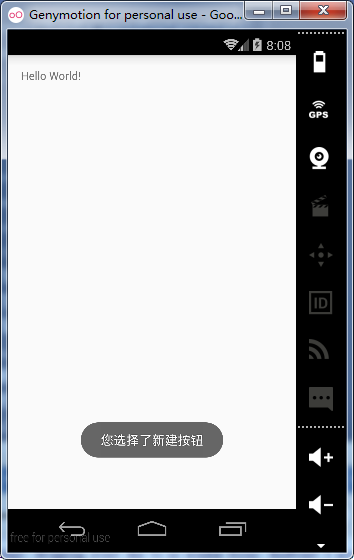 Genymotion for personal use - Goo...
8:08
Hello World!
GPS
ID
您选择了新建按钮
free for personal use